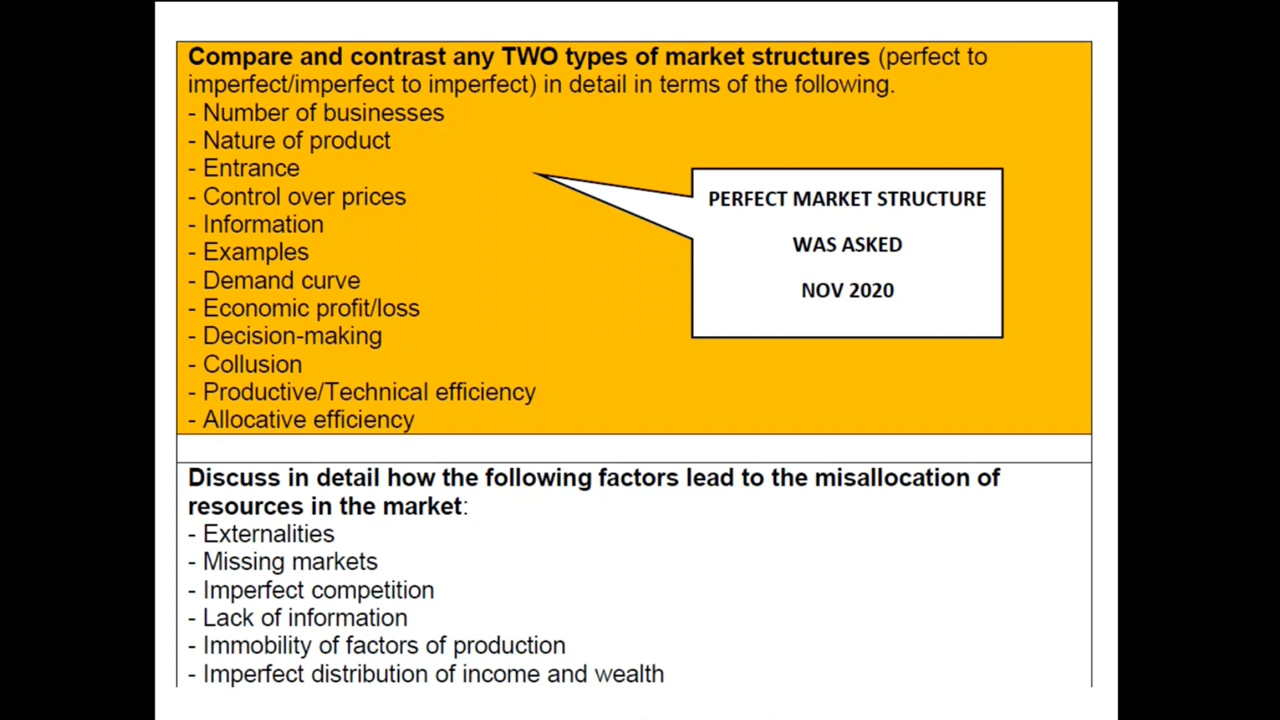 Compare and contrast any TWO types of market structures (perfect to
imperfect/imperfect to imperfect) in detail in terms of the following.
- Number of businesses
- Nature of product
- Entrance
- Control over prices
- Information
- Examples
- Demand curve
- Economic profit/loss
- Decision-making
- Collusion
- Productive/Technical efficiency
- Allocative efficiency
PERFECT MARKET STRUCTURE
WAS ASKED
NOV 2020
Discuss in detail how the following factors lead to the misallocation of
resources in the market:
- Externalities
- Missing markets
- Imperfect competition
- Lack of information
- Immobility of factors of production
- Imperfect distribution of income and wealth